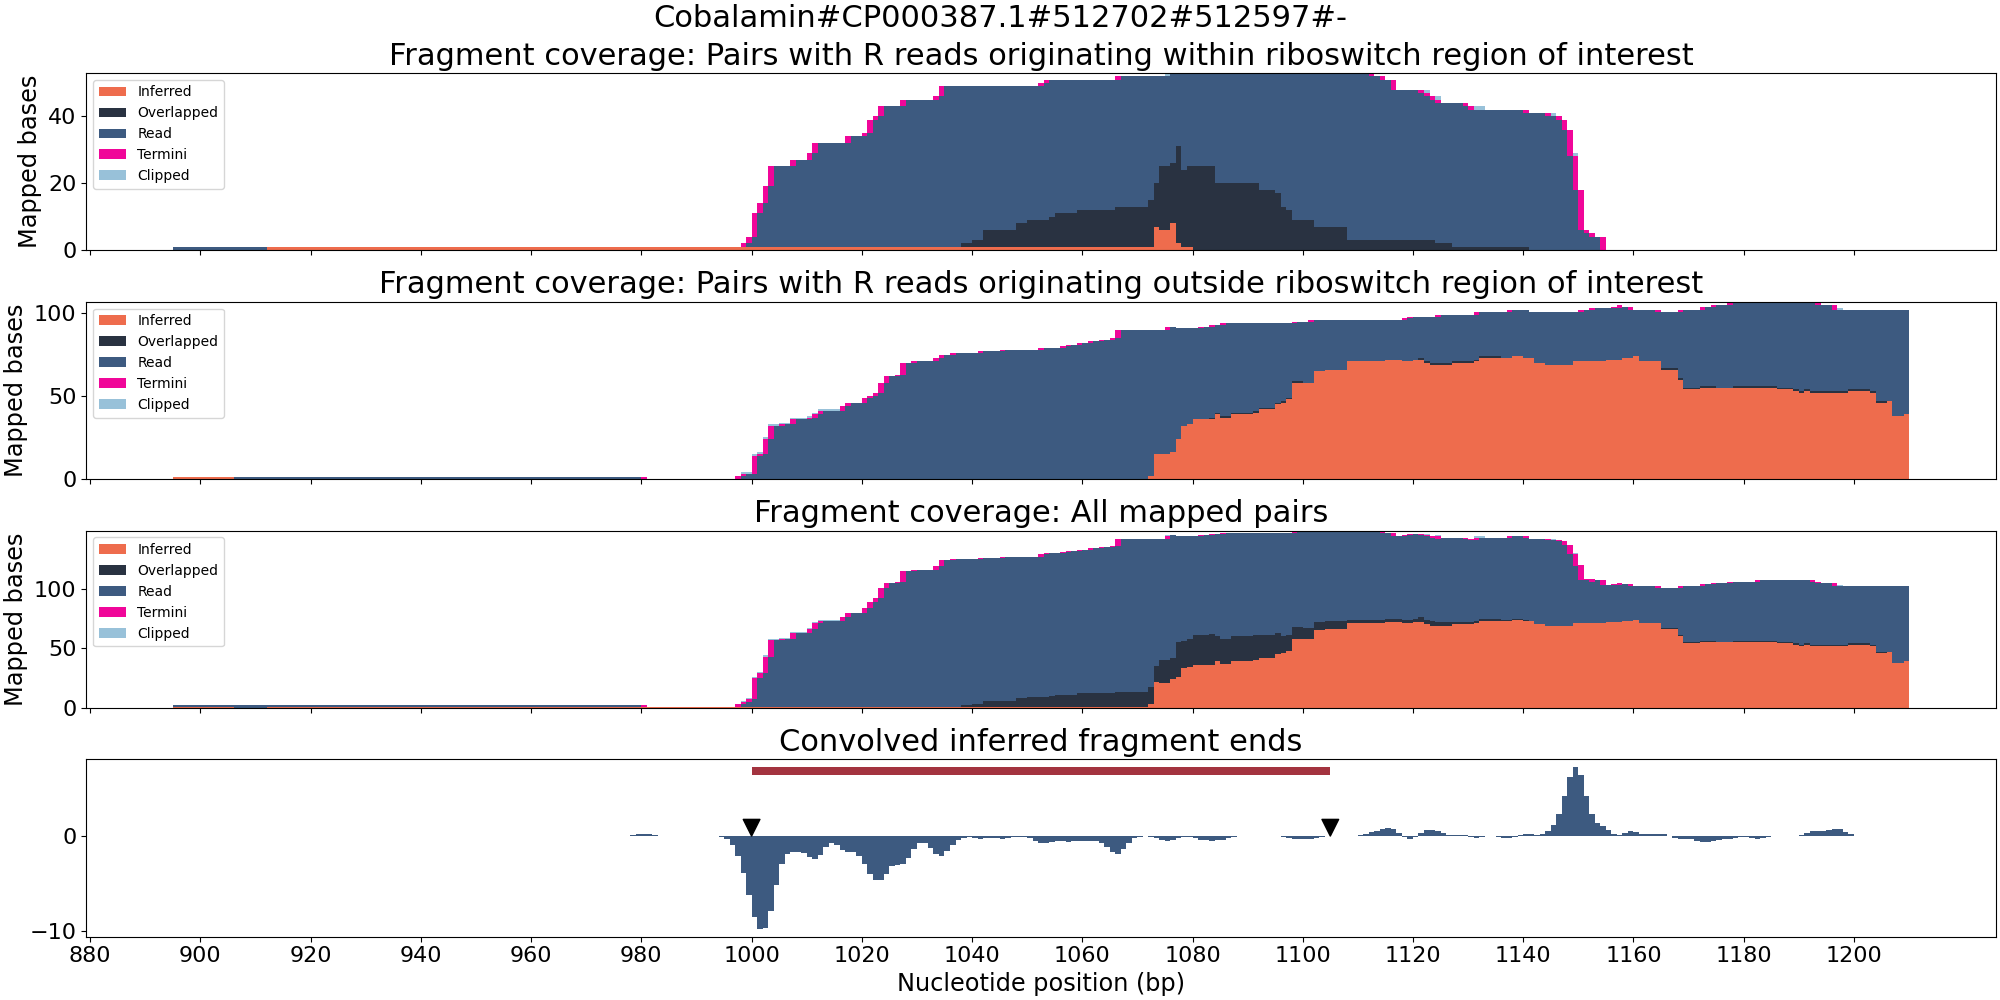 Cobalamin#CP000387.1#512702#512597#-
Fragment coverage: Pairs with R reads originating within riboswitch region of interest
Mapped bases
40
20
0
Inferred
Overlapped
Read
Termini
Clipped
Fragment coverage: Pairs with R reads originating outside riboswitch region of interest
Mapped bases
100
50
0
Inferred
Overlapped
Read
Termini
Clipped
Fragment coverage: All mapped pairs
Mapped bases
100
50
0
Inferred
Overlapped
Read
Termini
Clipped
Convolved inferred fragment ends
0
−10
880 900 920 940 960 980 1000 1020 1040 1060 1080 1100 1120 1140 1160 1180 1200
Nucleotide position (bp)